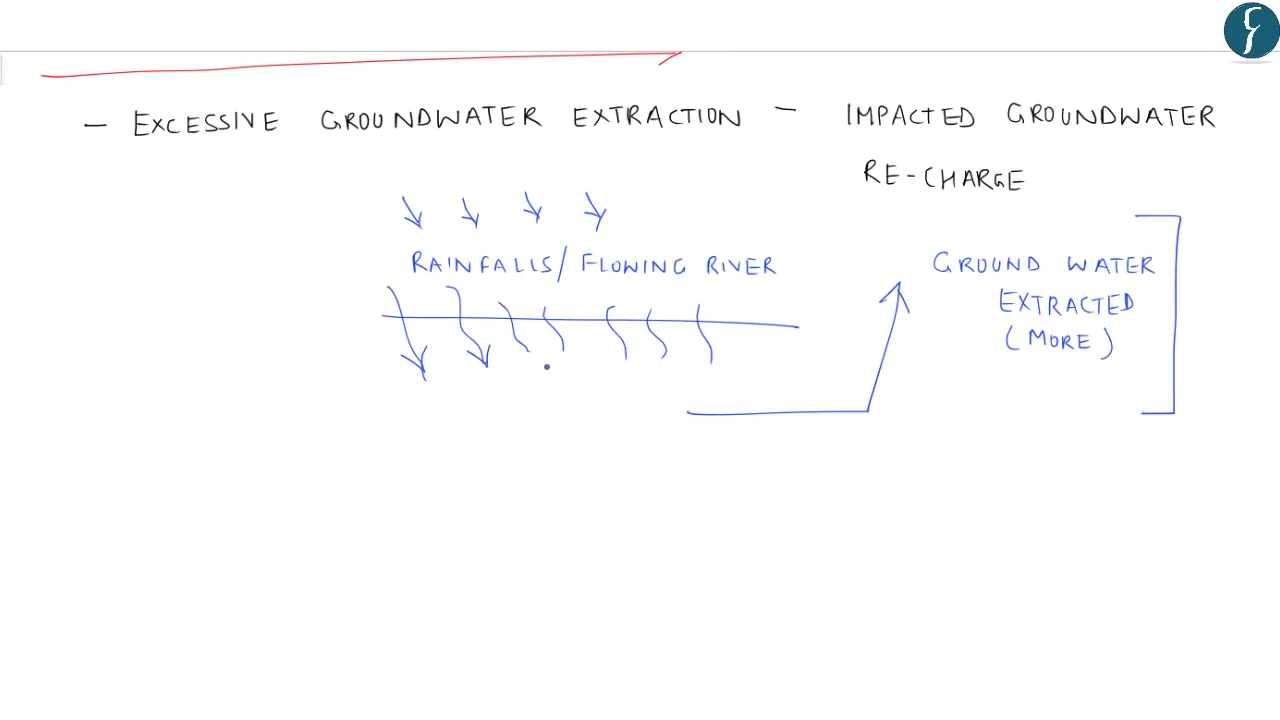 - EXCESSIVE GROUNDWATER EXTRACTION - IMPACTED GROUNDWATER
RE-CHARGE
RAINFALLS/ FLOWING RIVER
GROUND WATER
EXTRACTED
(MORE)